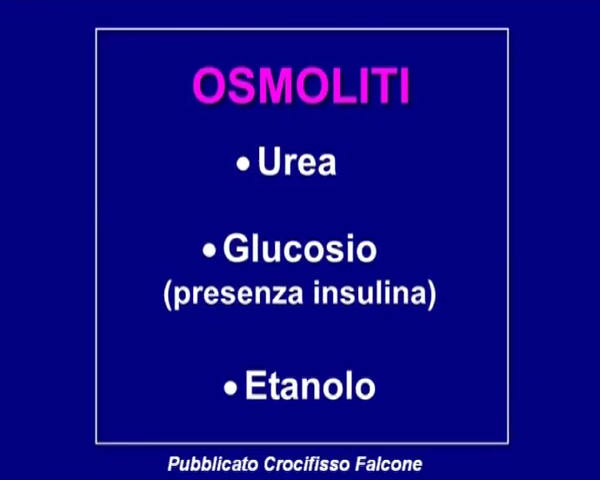 OSMOLITI
• Urea
• Glucosio
(presenza insulina)
• Etanolo
Pubblicato Crocifisso Falcone